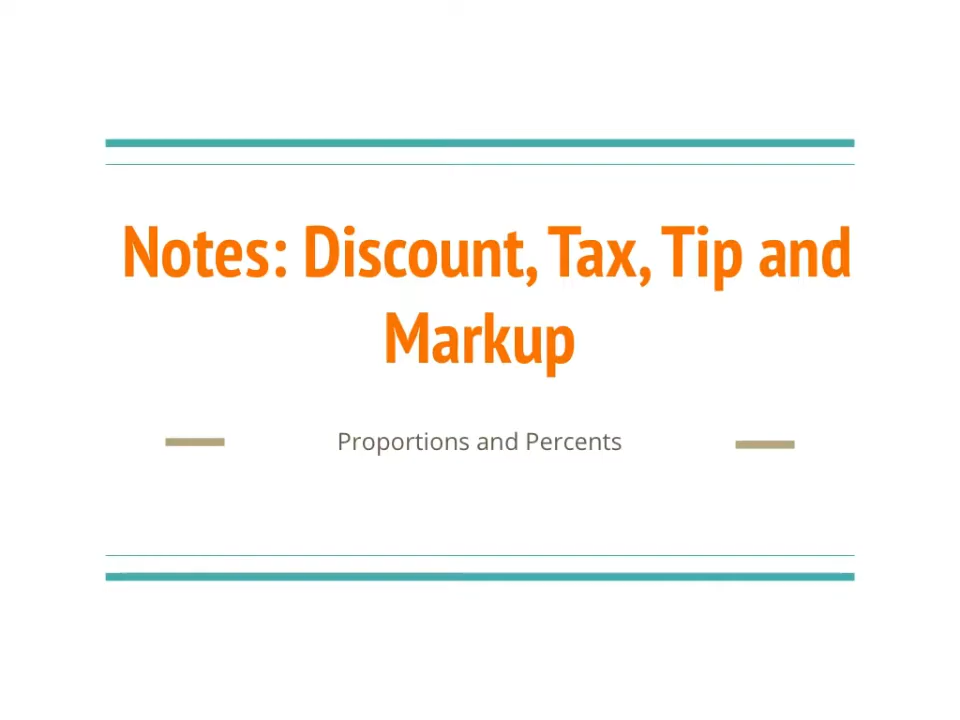 Notes: Discount, Tax, Tip and
Markup
Proportions and Percents